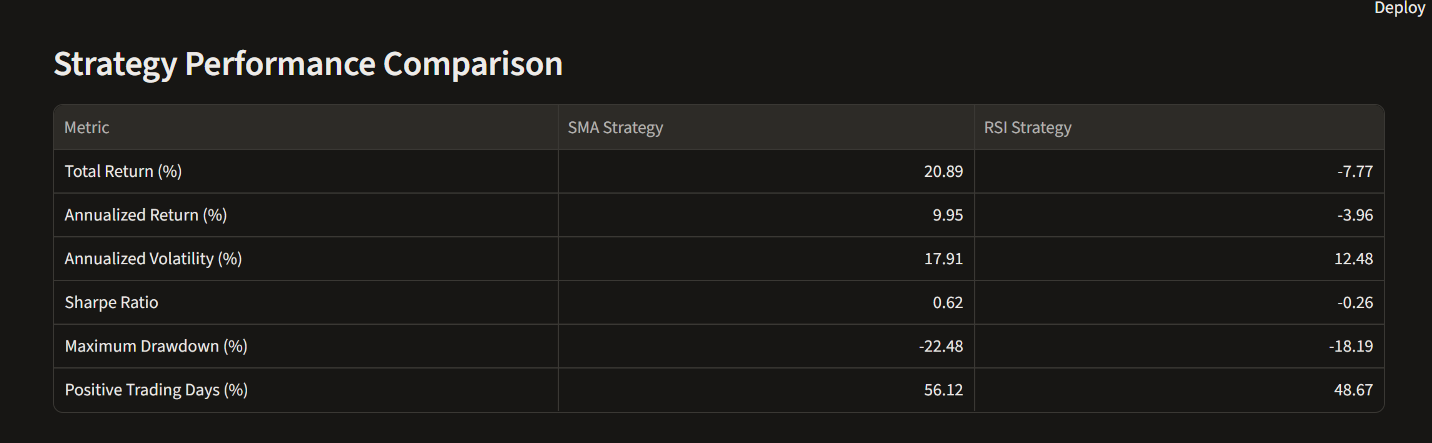 Deploy
Strategy Performance Comparison
Metric SMA Strategy RSI Strategy
Total Return (%) 20.89 -7.77
Annualized Return (%) 9.95 -3.96
Annualized Volatility (%) 17.91 12.48
Sharpe Ratio 0.62 -0.26
Maximum Drawdown (%) -22.48 -18.19
Positive Trading Days (%) 56.12 48.67